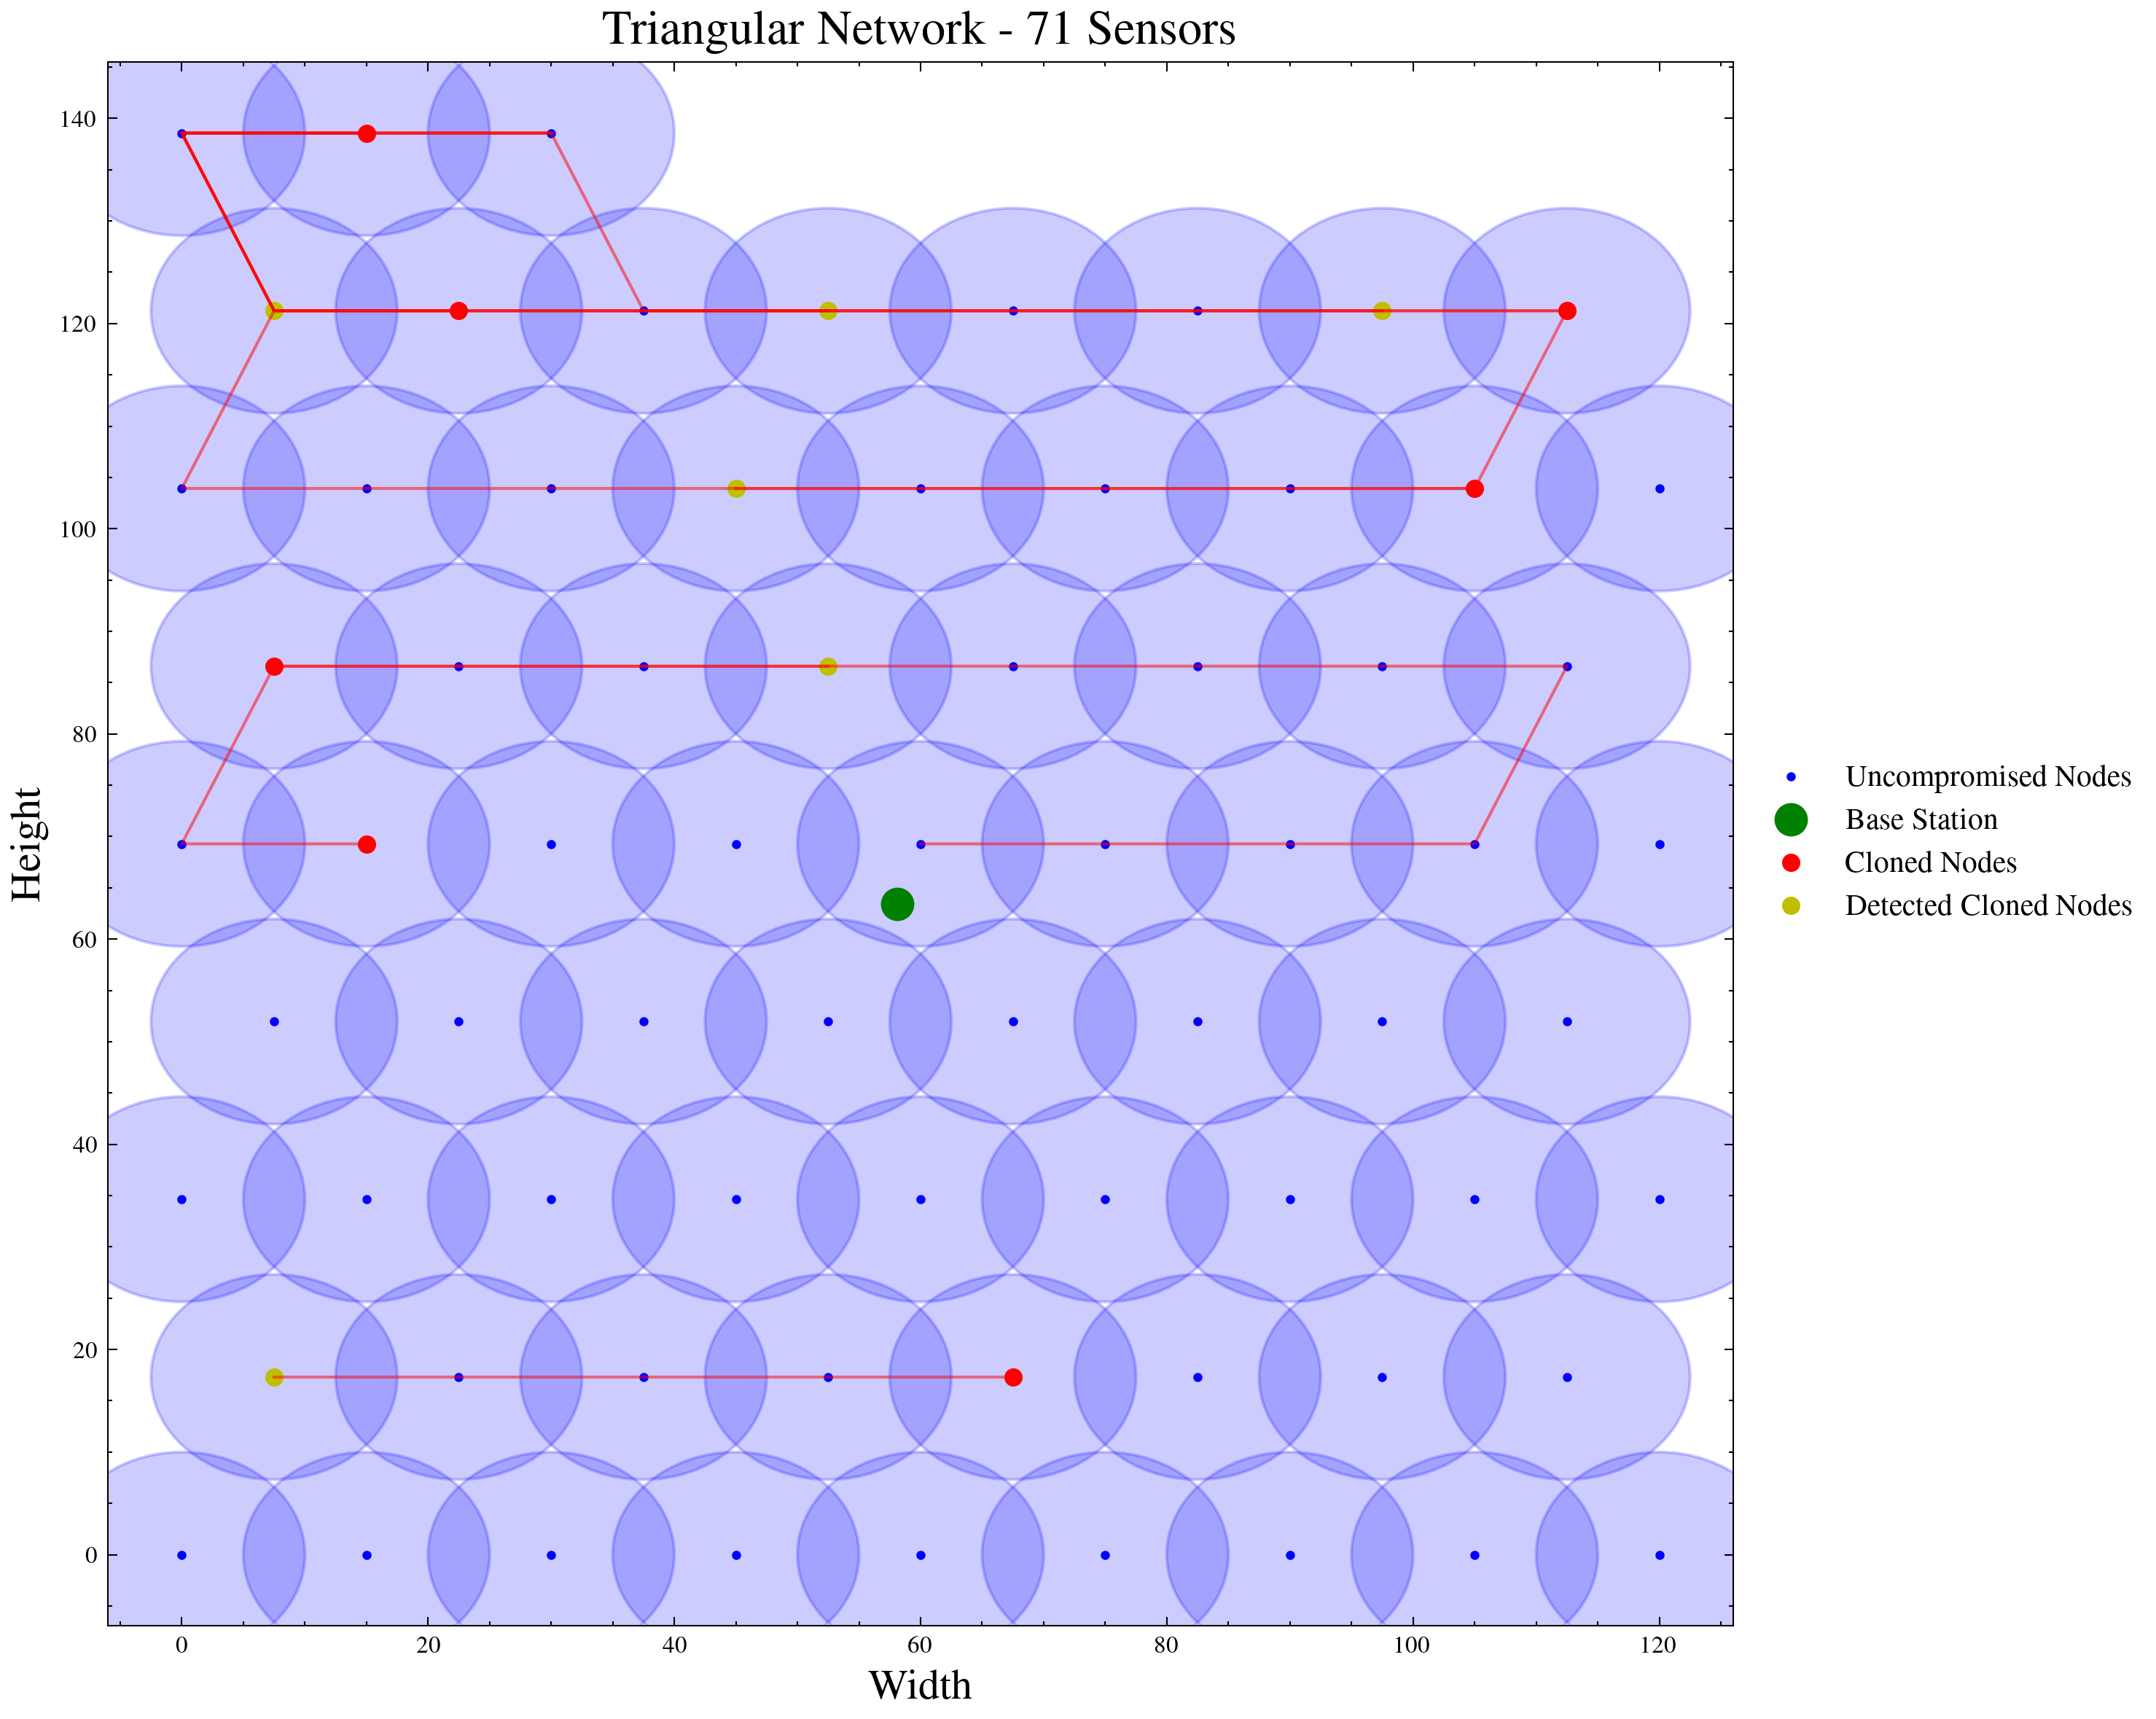 Triangular Network - 71 Sensors
140
120
100
80
60
40
20
0
Height
0 20 40 60 80 100 120
Width
Uncompromised Nodes
Base Station
Cloned Nodes
Detected Cloned Nodes